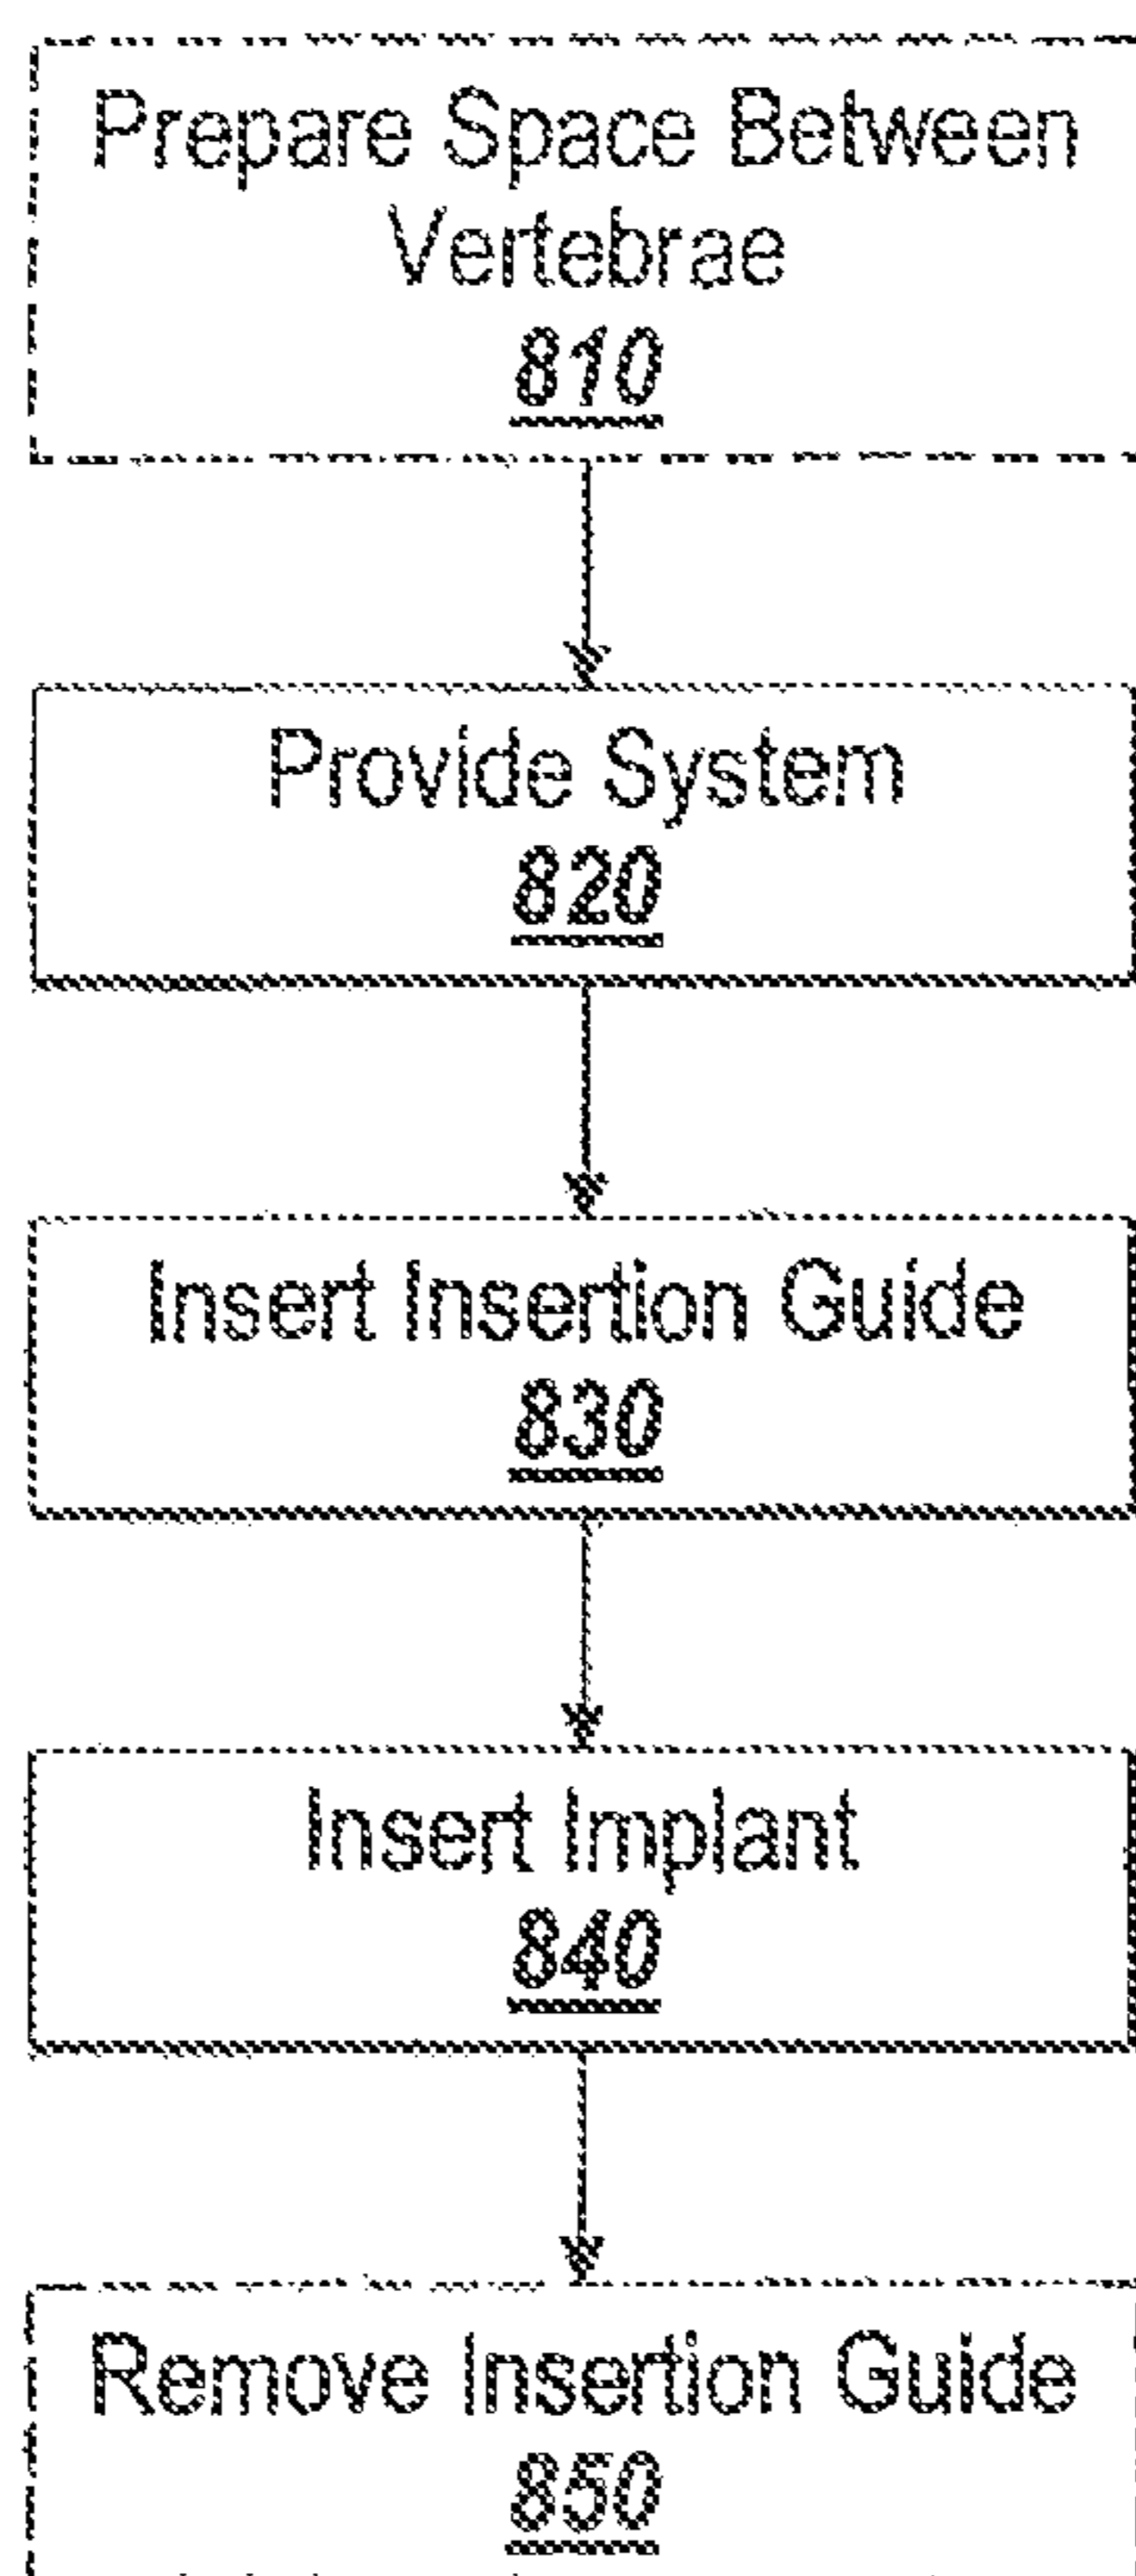 Prepare Space Between
Vertebrae
810
Provide System
820
Insert Insertion Guide
830
Insert Implant
840
Remove Insertion Guide
850